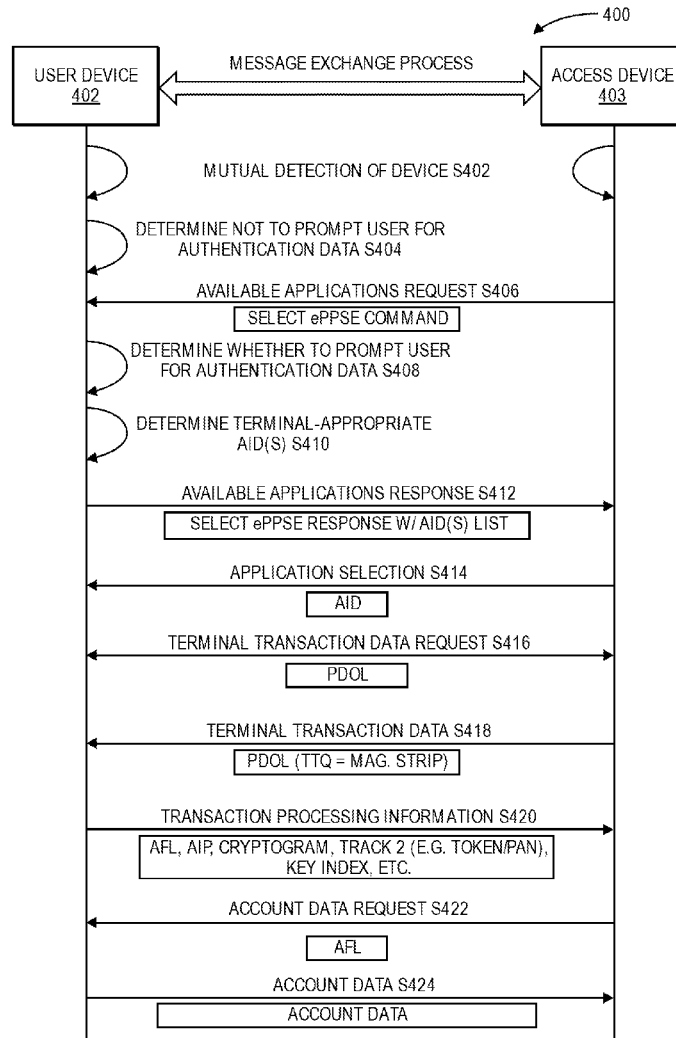 400
MESSAGE EXCHANGE PROCESS
USER DEVICE
402
ACCESS DEVICE
403
MUTUAL DETECTION OF DEVICE S402
DETERMINE NOT TO PROMPT USER FOR
AUTHENTICATION DATA S404
AVAILABLE APPLICATIONS REQUEST S406
SELECT ePPSE COMMAND
DETERMINE WHETHER TO PROMPT USER
FOR AUTHENTICATION DATA S408
DETERMINE TERMINAL-APPROPRIATE
AID(S) S410
AVAILABLE APPLICATIONS RESPONSE S412
SELECT ePPSE RESPONSE W/ AID(S) LIST
APPLICATION SELECTION S414
AID
TERMINAL TRANSACTION DATA REQUEST S416
PDOL
TERMINAL TRANSACTION DATA S418
PDOL (TTQ = MAG. STRIP)
TRANSACTION PROCESSING INFORMATION S420
AFL, AIP, CRYPTOGRAM, TRACK 2 (E.G. TOKEN/PAN),
KEY INDEX, ETC.
ACCOUNT DATA REQUEST S422
AFL
ACCOUNT DATA S424
ACCOUNT DATA